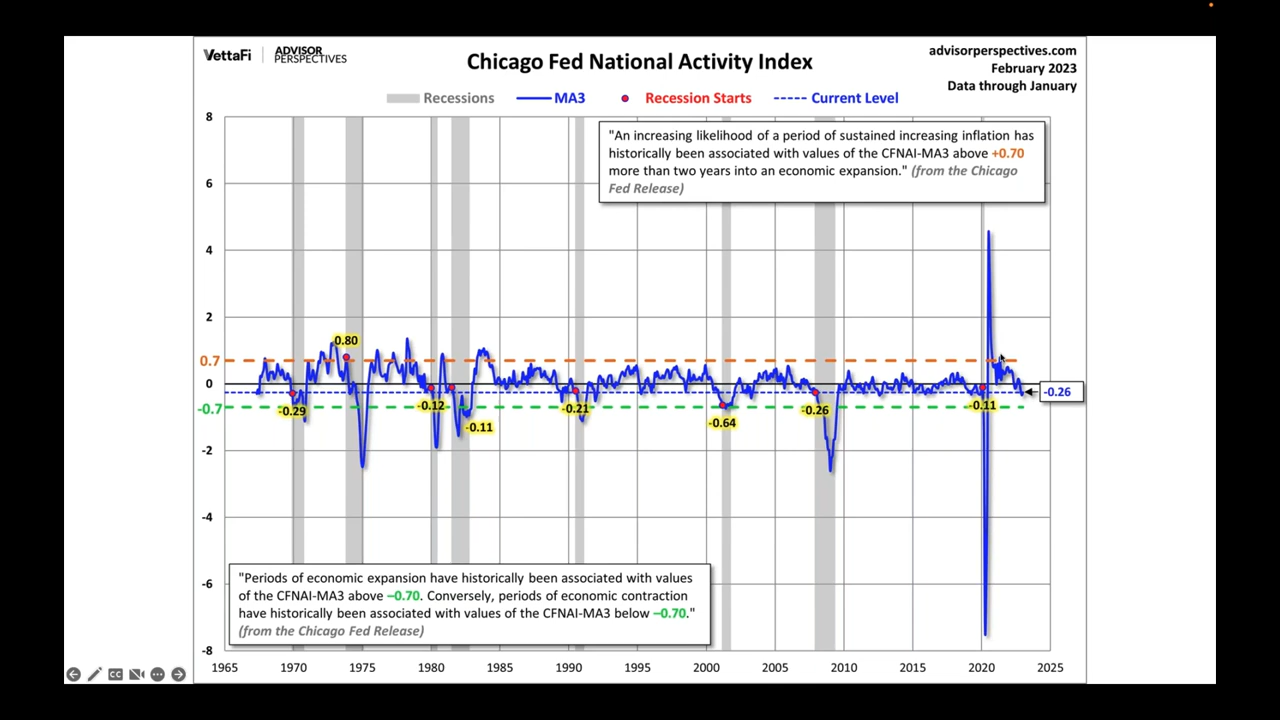 VettaFi
ADVISOR
PERSPECTIVES
Chicago Fed National Activity Index
advisorperspectives.com
February 2023
Data through January
Recessions
MA3
Recession Starts
Current Level
"An increasing likelihood of a period of sustained increasing inflation has
historically been associated with values of the CFNAI-MA3 above +0.70
more than two years into an economic expansion." (from the Chicago
Fed Release)
8
6
4
2
0.7
0
-0.7
-2
-4
-6
-8
0.80
-0.29
-0.12
-0.11
-0.21
-0.64
-0.26
-0.11
-0.26
"Periods of economic expansion have historically been associated with values
of the CFNAI-MA3 above −0.70. Conversely, periods of economic contraction
have historically been associated with values of the CFNAI-MA3 below −0.70."
(from the Chicago Fed Release)
1965 1970 1975 1980 1985 1990 1995 2000 2005 2010 2015 2020 2025
CC